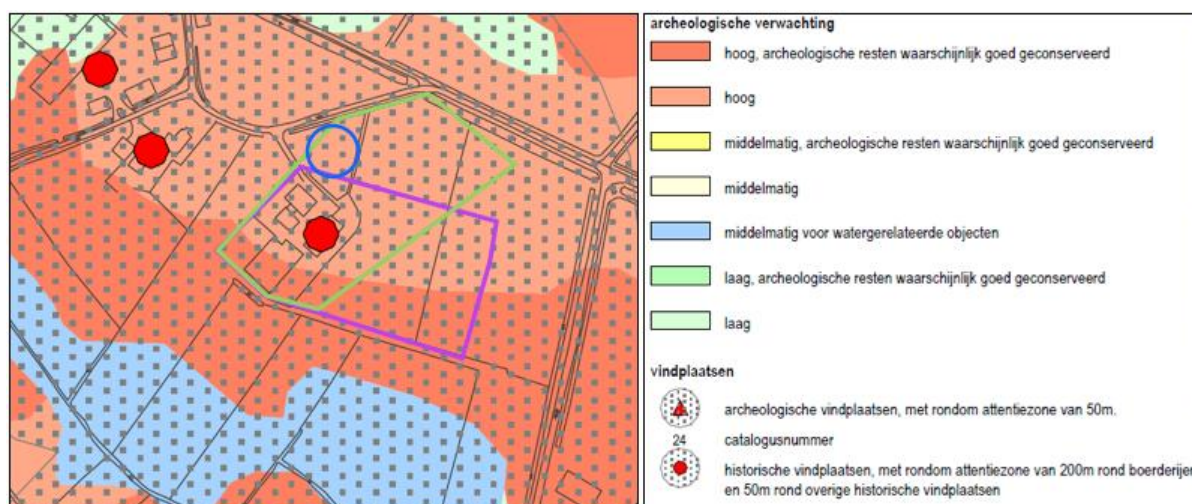 archeologische verwachting
hoog, archeologische resten waarschijnlijk goed geconserveerd
hoog
middelmatig, archeologische resten waarschijnlijk goed geconserveerd
middelmatig
middelmatig voor watergerelateerde objecten
laag, archeologische resten waarschijnlijk goed geconserveerd
laag
vindplaatsen
archeologische vindplaatsen, met rondom attentiezone van 50m.
24 catalogusnummer
historische vindplaatsen, met rondom attentiezone van 200m rond boerderijen
en 50m rond overige historische vindplaatsen